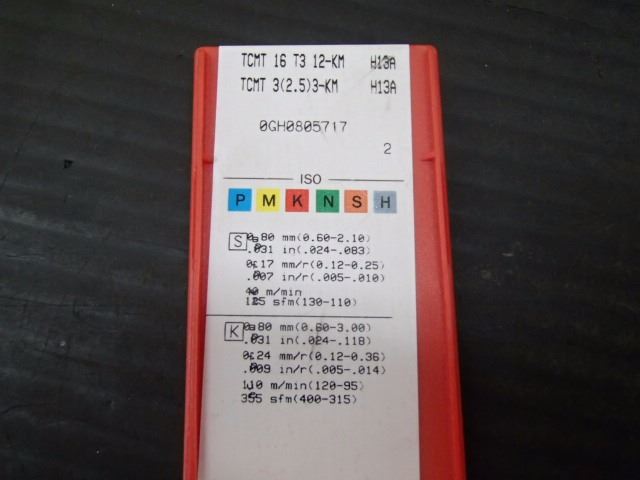 TCMT 16 T3 12-KM H13A
TCMT 3(2.5)3-KM H13A
0GH0805717
2
ISO
P M K N S H
S 0.80 mm(0.60-2.10)
.031 in(.024-.083)
0.17 mm/r(0.12-0.25)
.007 in/r(.005-.010)
40 m/min
125 sfm(130-110)
K 0.80 mm(0.60-3.00)
.031 in(.024-.118)
0.24 mm/r(0.12-0.36)
.009 in/r(.005-.014)
110 m/min(120-95)
355 sfm(400-315)